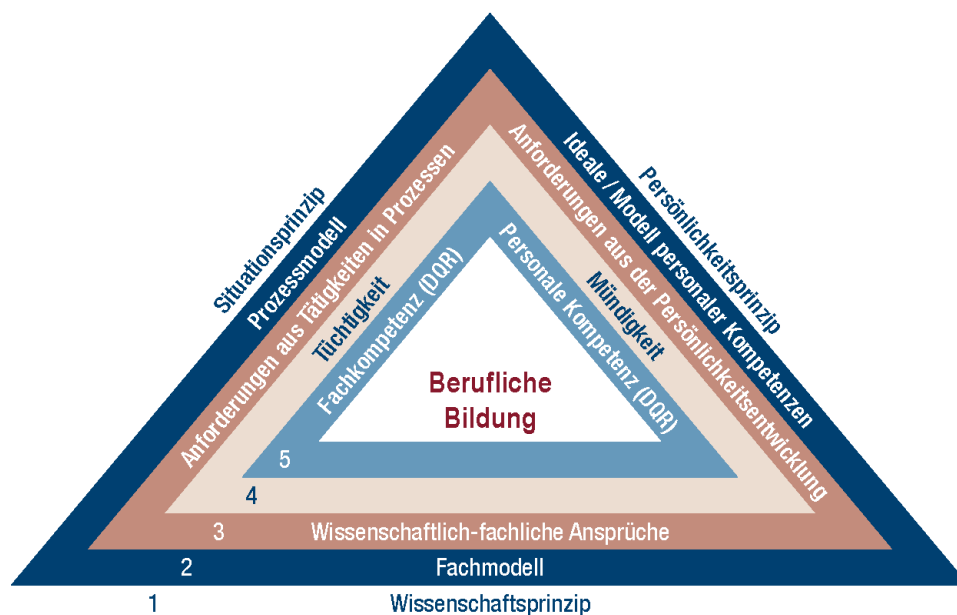 Situationsprinzip
Prozessmodell
Anforderungen aus Tätigkeiten in Prozessen
Tüchtigkeit
Fachkompetenz (DQR)
Persönlichkeitsprinzip
Ideale / Modell personaler Kompetenzen
Anforderungen aus der Persönlichkeitsentwicklung
Mündigkeit
Personale Kompetenz (DQR)
Berufliche
Bildung
5
4
3 Wissenschaftlich-fachliche Ansprüche
2 Fachmodell
1 Wissenschaftsprinzip